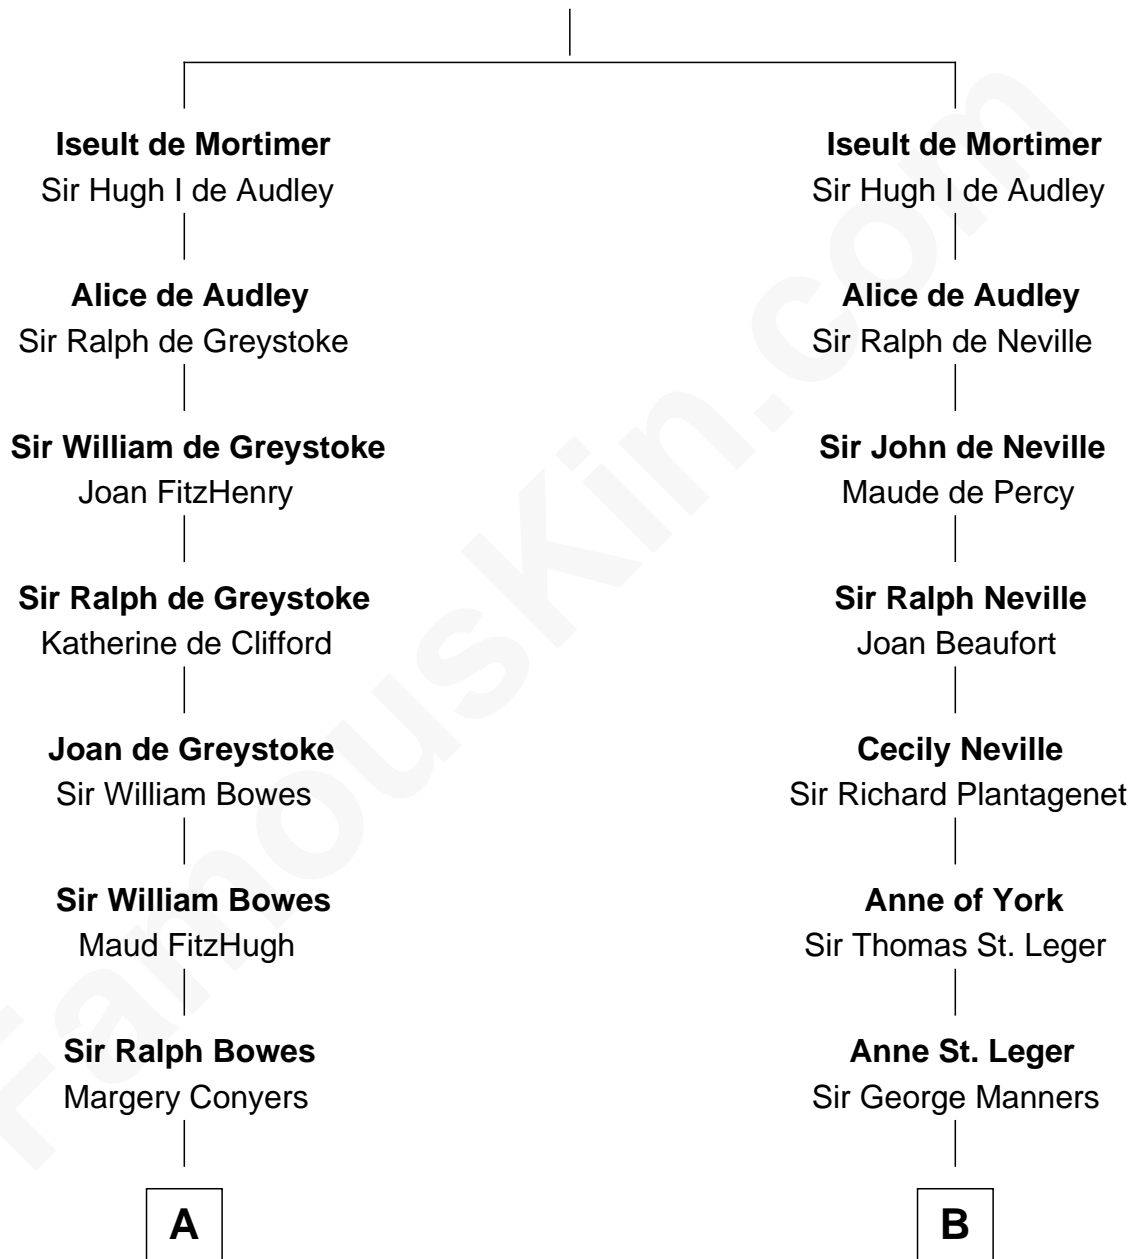 Iseult de Mortimer
Sir Hugh I de Audley
Alice de Audley
Sir Ralph de Greystoke
Sir William de Greystoke
Joan FitzHenry
Sir Ralph de Greystoke
Katherine de Clifford
Joan de Greystoke
Sir William Bowes
Sir William Bowes
Maud FitzHugh
Sir Ralph Bowes
Margery Conyers
A
Iseult de Mortimer
Sir Hugh I de Audley
Alice de Audley
Sir Ralph de Neville
Sir John de Neville
Maude de Percy
Sir Ralph Neville
Joan Beaufort
Cecily Neville
Sir Richard Plantagenet
Anne of York
Sir Thomas St. Leger
Anne St. Leger
Sir George Manners
B
FamousKin.com